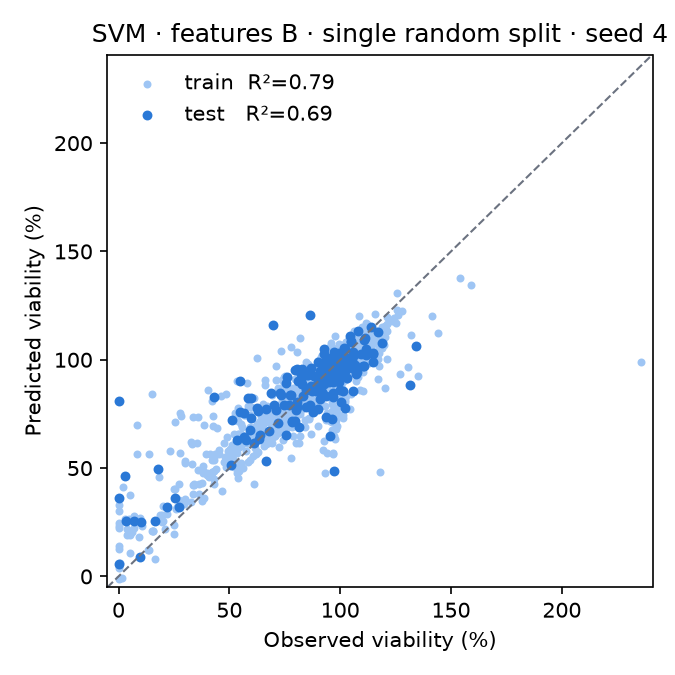 SVM · features B · single random split · seed 4
train R²=0.79
test R²=0.69
200
150
100
50
0
Predicted viability (%)
0 50 100 150 200
Observed viability (%)